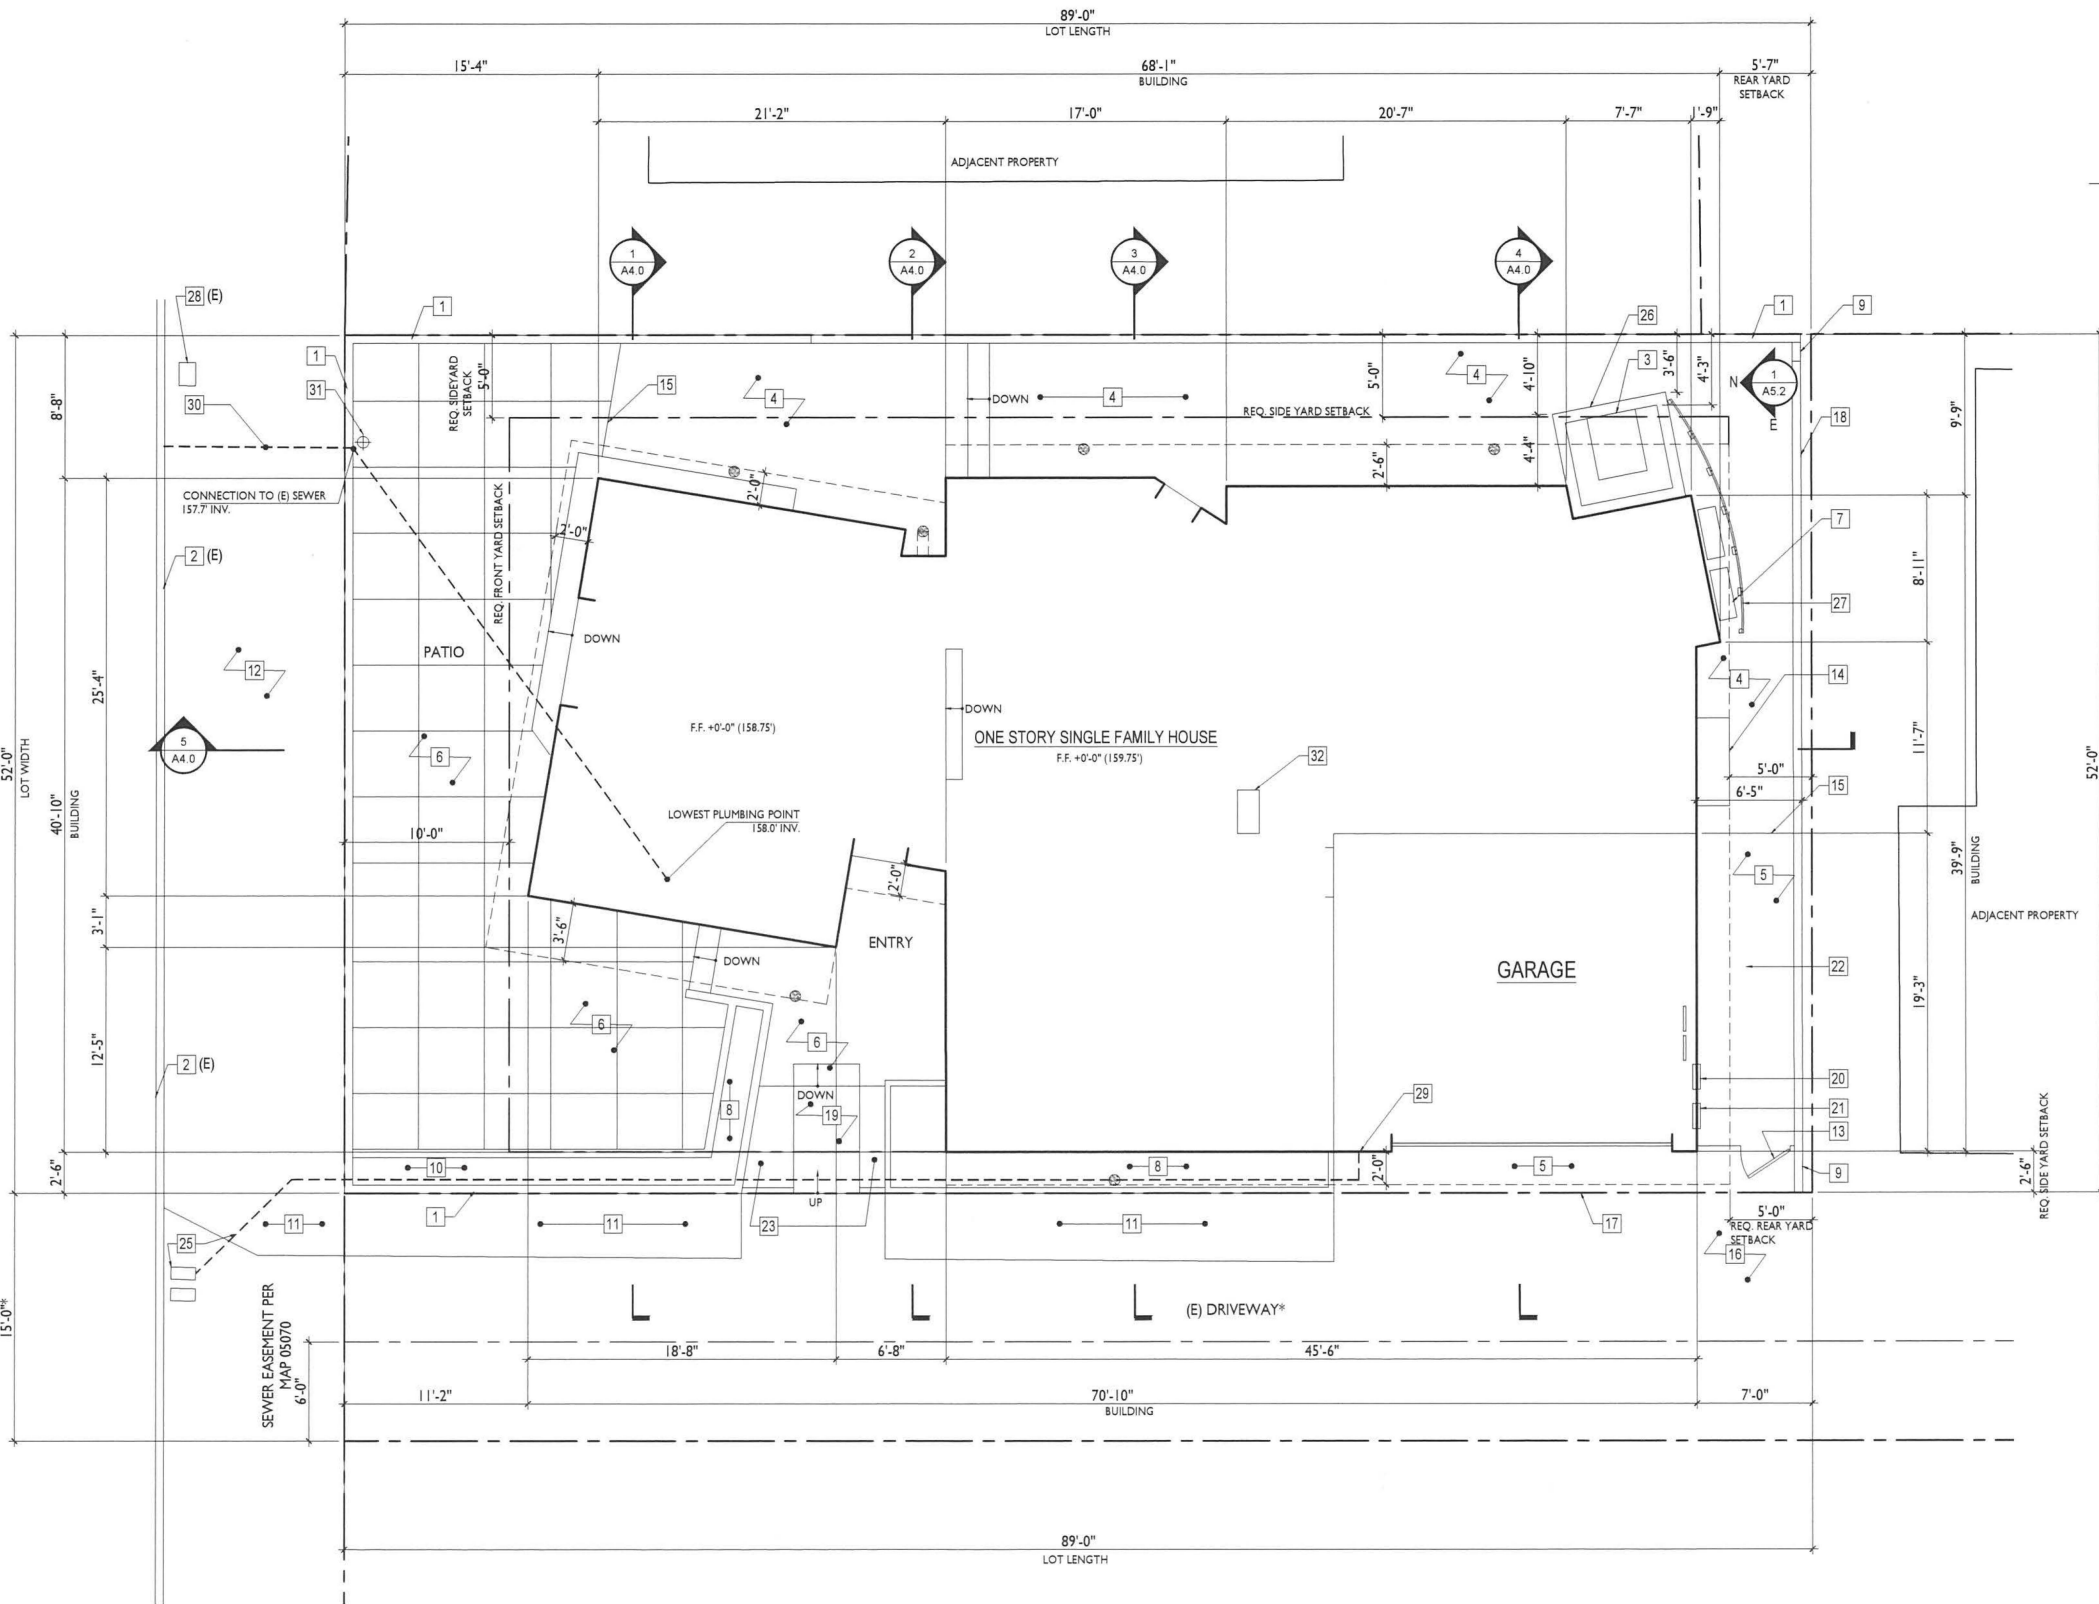 89'-0"
LOT LENGTH
15'-4"
68'-1"
BUILDING
5'-7"
REAR YARD
SETBACK
21'-2"
17'-0"
20'-7"
7'-7"
1'-9"
ADJACENT PROPERTY
1
A4.0
2
A4.0
3
A4.0
4
A4.0
28 (E)
1
26
1
9
1
31
30
REQ. SIDEYARD
SETBACK
5'-0"
15
4
DOWN
4
5'-0"
4
4'-10"
3
3'-6"
4'-3"
N
1
A5.2
E
REQ. SIDE YARD SETBACK
18
8'-8"
9'-9"
4'-4"
2'-6"
CONNECTION TO (E) SEWER
157.7' INV.
2'-0"
2'-0"
REQ. FRONT YARD SETBACK
7
2 (E)
8'-11"
27
PATIO
DOWN
12
4
14
25'-4"
F.F. +0'-0" (158.75')
DOWN
ONE STORY SINGLE FAMILY HOUSE
F.F. +0'-0" (159.75')
11'-7"
5
A4.0
6
32
52'-0"
LOT WIDTH
52'-0"
5'-0"
6'-5"
15
40'-10"
BUILDING
LOWEST PLUMBING POINT
158.0' INV.
10'-0"
39'-9"
BUILDING
2'-0"
5
ADJACENT PROPERTY
3'-1"
3'-6"
ENTRY
DOWN
GARAGE
22
19'-3"
6
6
12'-5"
2 (E)
DOWN
20
8
19
29
21
13
REQ. SIDE YARD SETBACK
2'-6"
10
8
2'-0"
5
9
2'-6"
UP
1
11
11
23
11
17
5'-0"
REQ. REAR YARD
SETBACK
16
25
15'-0"*
SEWER EASEMENT PER
MAP 05070
6'-0"
(E) DRIVEWAY*
18'-8"
6'-8"
45'-6"
11'-2"
70'-10"
BUILDING
7'-0"
89'-0"
LOT LENGTH